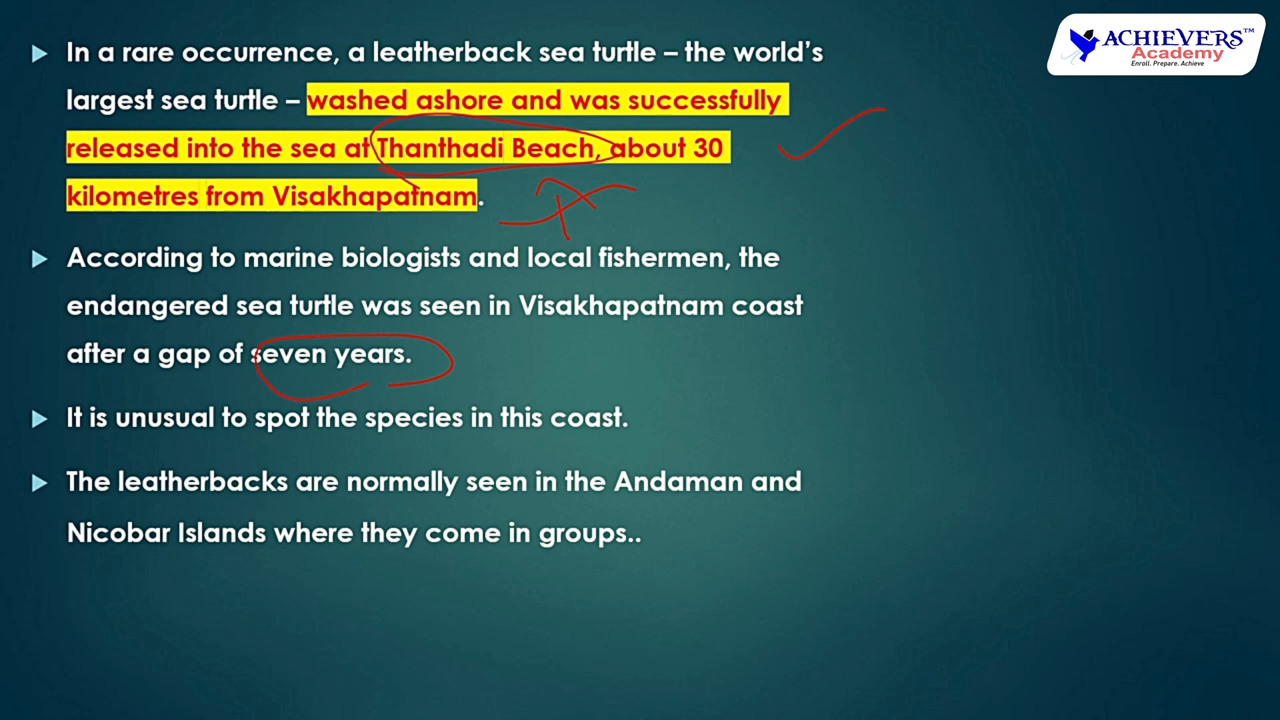 In a rare occurrence, a leatherback sea turtle – the world's
largest sea turtle – washed ashore and was successfully
released into the sea at Thanthadi Beach, about 30
kilometres from Visakhapatnam.
According to marine biologists and local fishermen, the
endangered sea turtle was seen in Visakhapatnam coast
after a gap of seven years.
It is unusual to spot the species in this coast.
The leatherbacks are normally seen in the Andaman and
Nicobar Islands where they come in groups..
ACHIEVERS™
Academy
Enroll. Prepare. Achieve